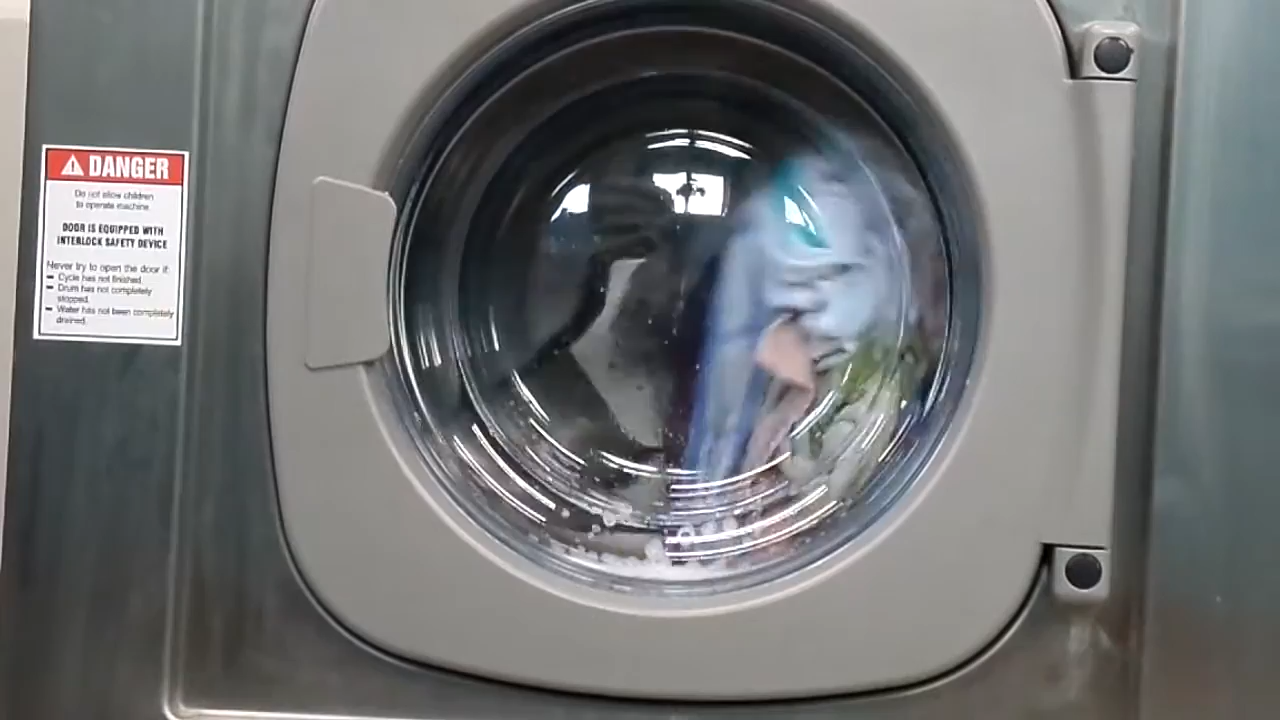 DANGER
Do not allow children
to operate machine
DOOR IS EQUIPPED WITH
INTERLOCK SAFETY DEVICE
Never try to open the door if:
- Cycle has not finished.
- Drum has not completely
stopped.
- Water has not been completely
drained.